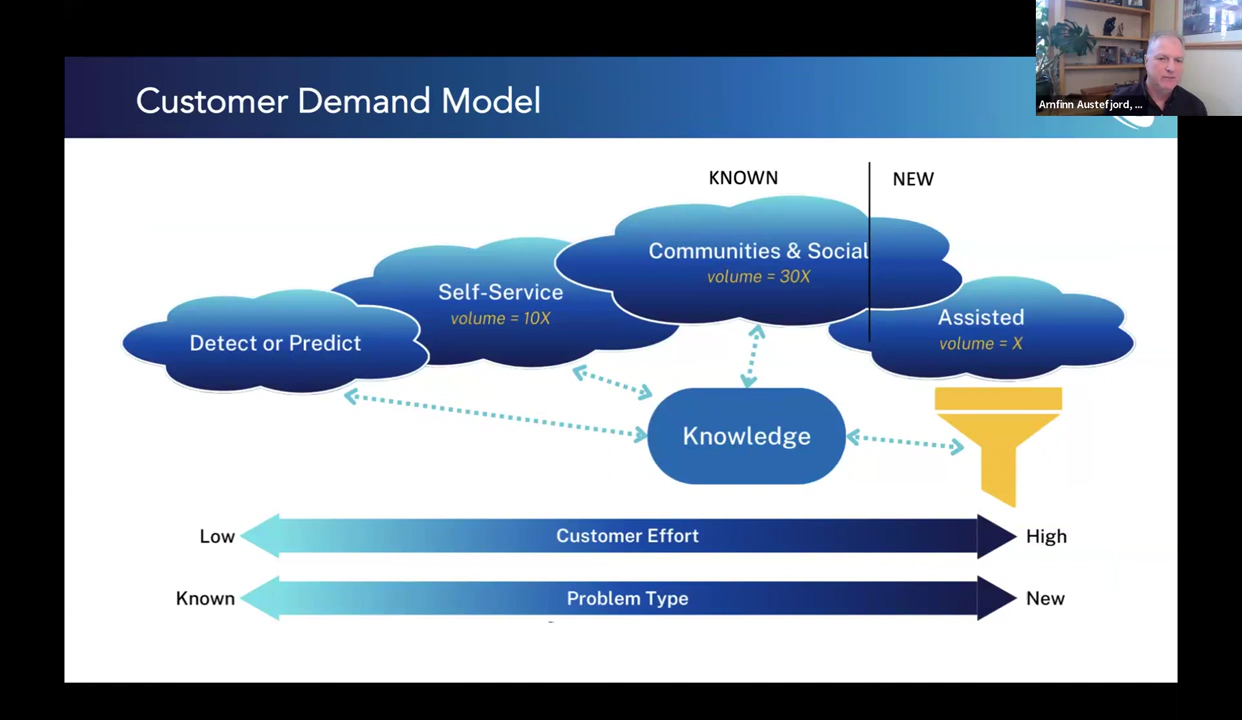 Arnfinn Austefjord, ...
Customer Demand Model
KNOWN
NEW
Communities & Social
volume = 30X
Self-Service
volume = 10X
Assisted
volume = X
Detect or Predict
Knowledge
Low
Customer Effort
High
Known
Problem Type
New